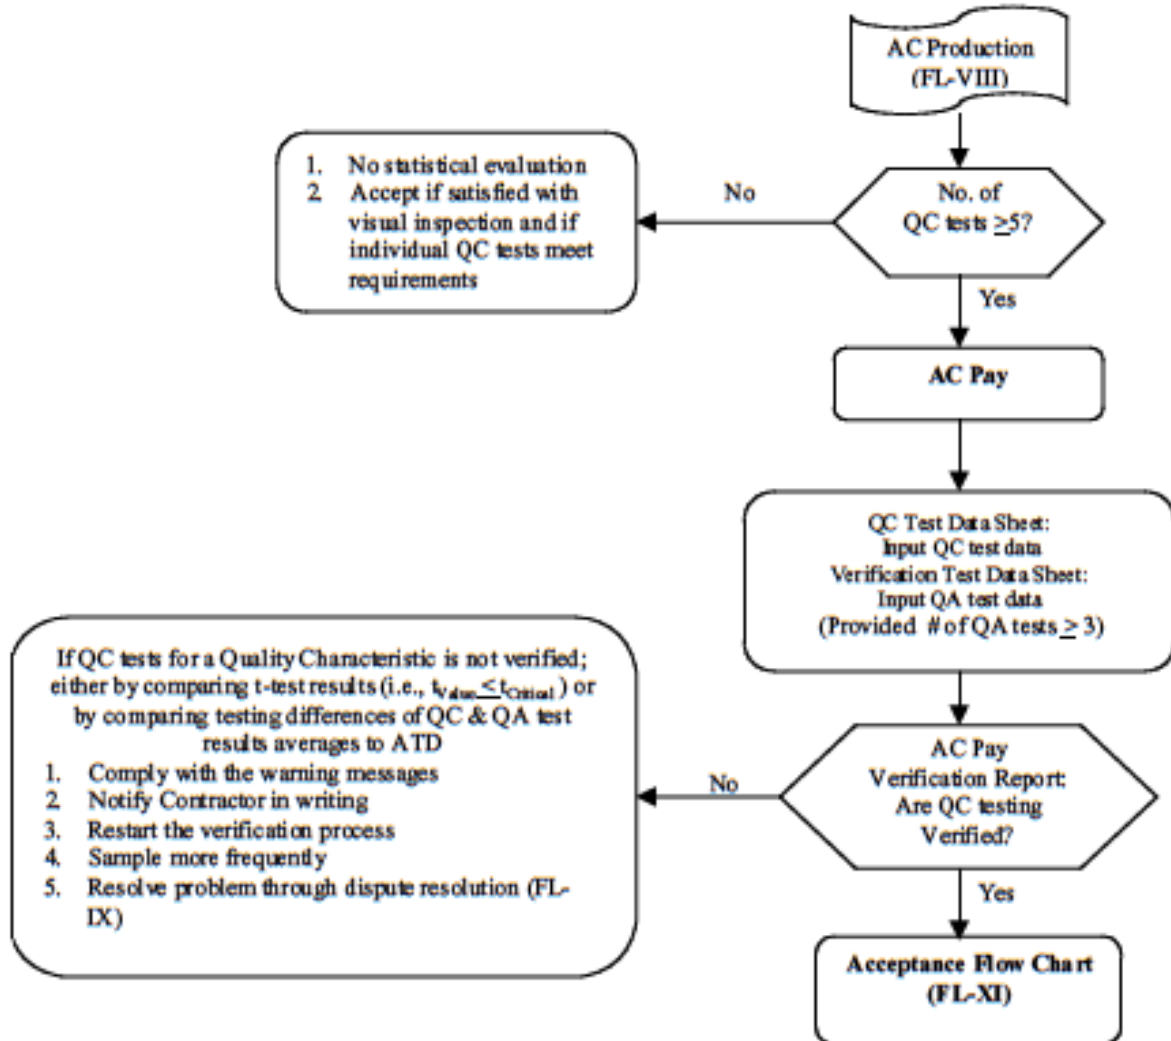 AC Production
(FL-VIII)
1. No statistical evaluation
2 Accept if satisfied with
visual inspection and if
individual QC tests meet
requirements
No
No. of
QC tests ≥5?
Yes
AC Pay
QC Test Data Sheet:
Input QC test data
Verification Test Data Sheet:
Input QA test data
(Provided # of QA tests ≥ 3)
If QC tests for a Quality Characteristic is not verified;
either by comparing t-test results (i.e., tValue ≤ tCritical) or
by comparing testing differences of QC & QA test
results averages to ATD
1. Comply with the warning messages
2 Notify Contractor in writing
3. Restart the verification process
4. Sample more frequently
5. Resolve problem through dispute resolution (FL-
IX)
No
AC Pay
Verification Report:
Are QC testing
Verified?
Yes
Acceptance Flow Chart
(FL-XI)